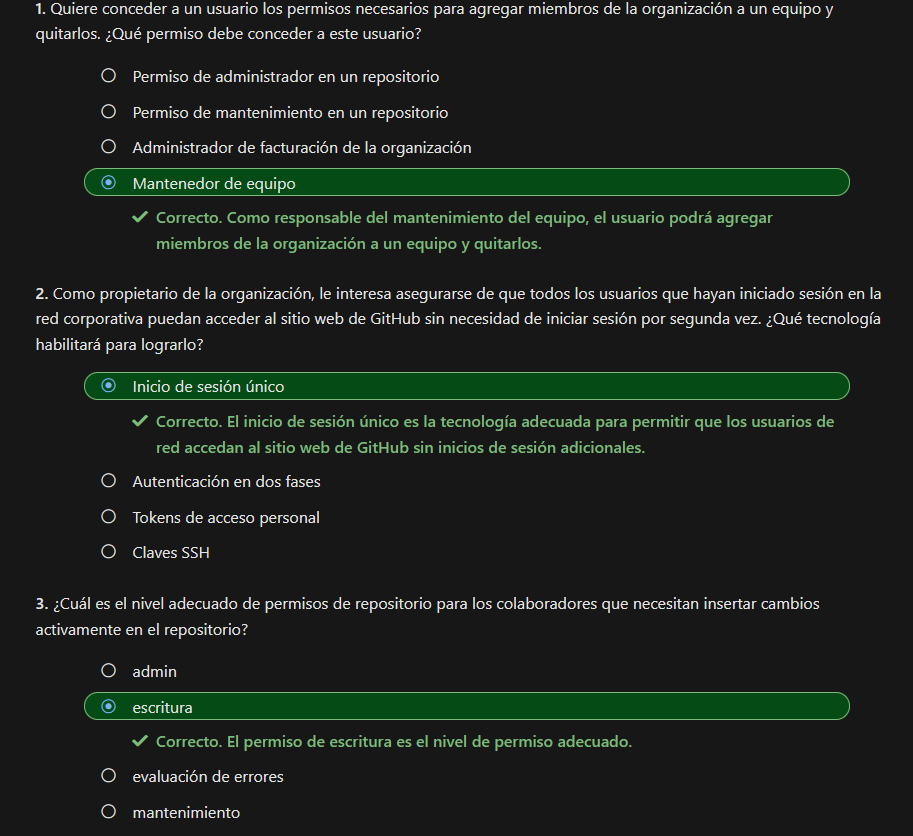 1. Quiere conceder a un usuario los permisos necesarios para agregar miembros de la organización a un equipo y
quitarlos. ¿Qué permiso debe conceder a este usuario?
Permiso de administrador en un repositorio
Permiso de mantenimiento en un repositorio
Administrador de facturación de la organización
Mantenedor de equipo
Correcto. Como responsable del mantenimiento del equipo, el usuario podrá agregar
miembros de la organización a un equipo y quitarlos.
2. Como propietario de la organización, le interesa asegurarse de que todos los usuarios que hayan iniciado sesión en la
red corporativa puedan acceder al sitio web de GitHub sin necesidad de iniciar sesión por segunda vez. ¿Qué tecnología
habilitará para lograrlo?
Inicio de sesión único
Correcto. El inicio de sesión único es la tecnología adecuada para permitir que los usuarios de
red accedan al sitio web de GitHub sin inicios de sesión adicionales.
Autenticación en dos fases
Tokens de acceso personal
Claves SSH
3. ¿Cuál es el nivel adecuado de permisos de repositorio para los colaboradores que necesitan insertar cambios
activamente en el repositorio?
admin
escritura
Correcto. El permiso de escritura es el nivel de permiso adecuado.
evaluación de errores
mantenimiento